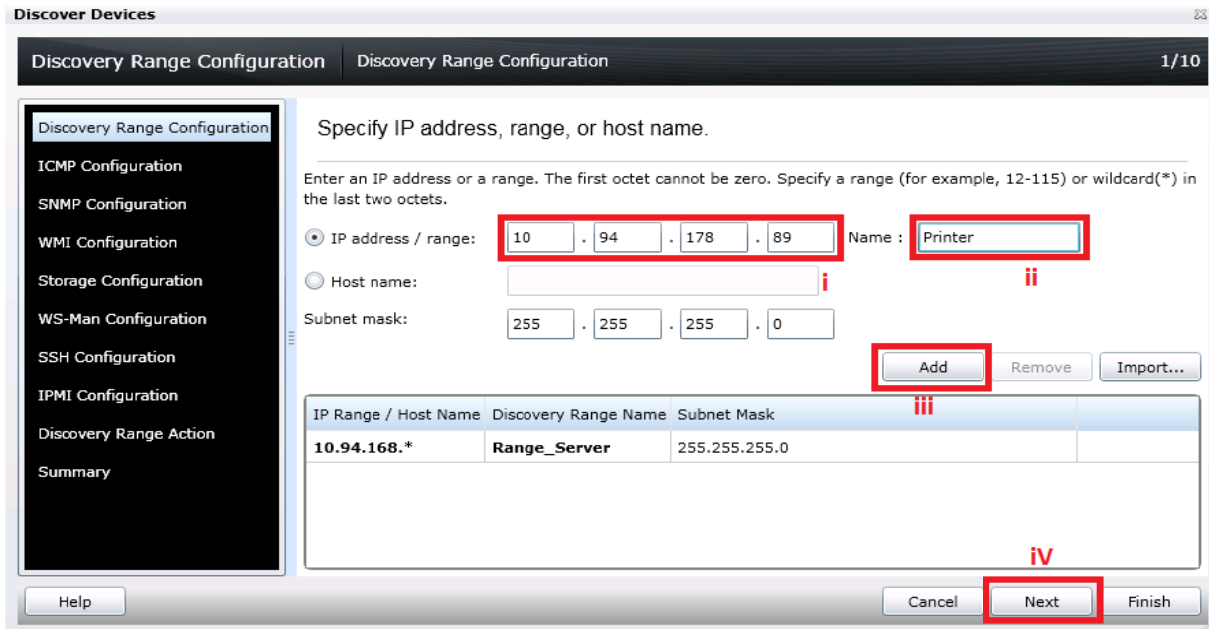 Discover Devices
Discovery Range Configuration Discovery Range Configuration 1/10
Discovery Range Configuration
ICMP Configuration
SNMP Configuration
WMI Configuration
Storage Configuration
WS-Man Configuration
SSH Configuration
IPMI Configuration
Discovery Range Action
Summary
Specify IP address, range, or host name.
Enter an IP address or a range. The first octet cannot be zero. Specify a range (for example, 12-115) or wildcard(*) in
the last two octets.
IP address / range: 10 . 94 . 178 . 89 Name : Printer
Host name: i ii
Subnet mask: 255 . 255 . 255 . 0
Add Remove Import...
iii
IP Range / Host Name Discovery Range Name Subnet Mask
10.94.168.* Range_Server 255.255.255.0
iV
Help Cancel Next Finish